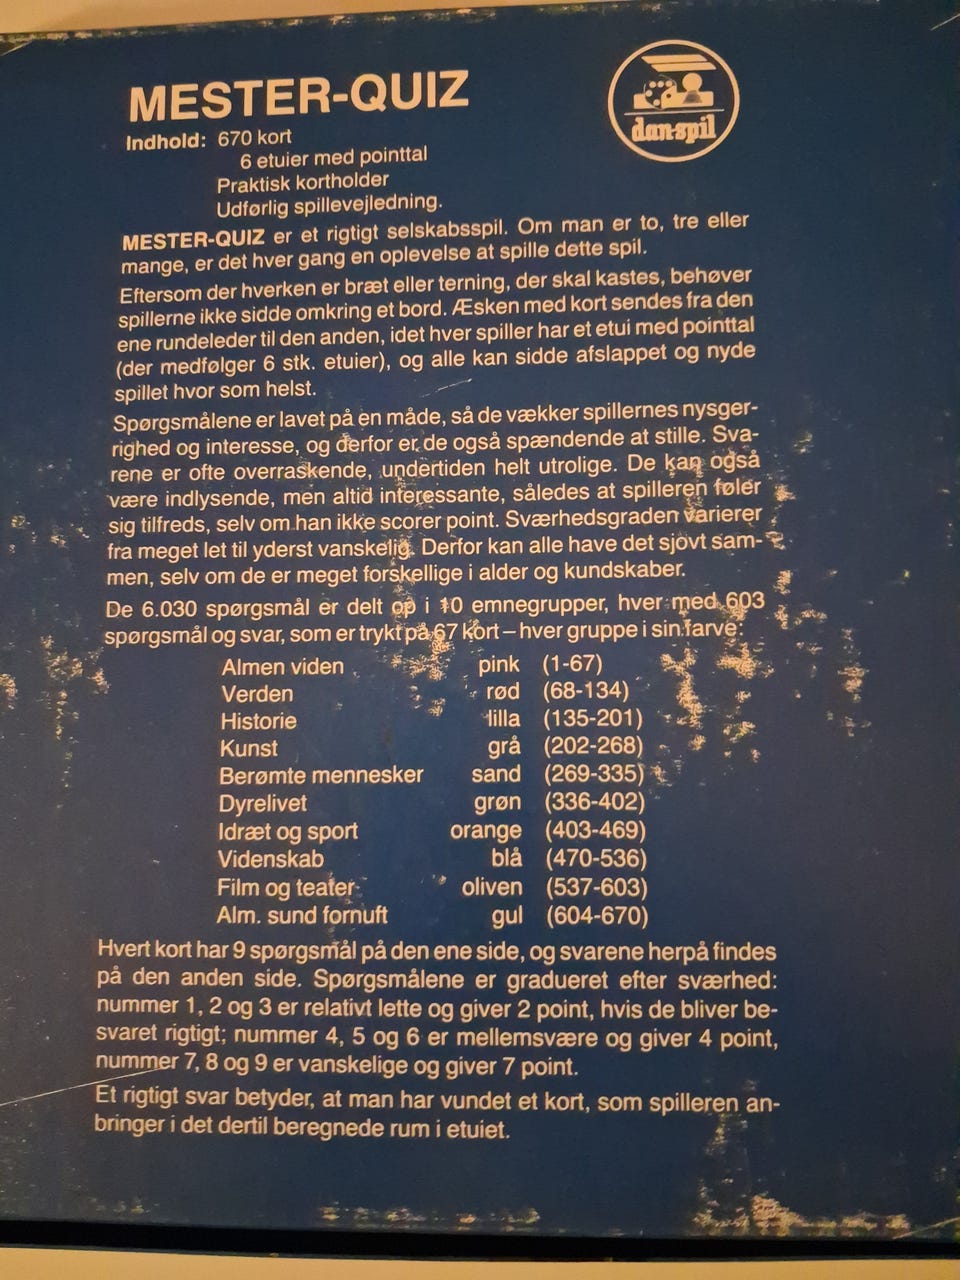 MESTER-QUIZ
dan-spil
Indhold: 670 kort
6 etuier med pointtal
Praktisk kortholder
Udførlig spillevejledning.
MESTER-QUIZ er et rigtigt selskabsspil. Om man er to, tre eller
mange, er det hver gang en oplevelse at spille dette spil.
Eftersom der hverken er bræt eller terning, der skal kastes, behøver
spillerne ikke sidde omkring et bord. Æsken med kort sendes fra den
ene rundeleder til den anden, idet hver spiller har et etui med pointtal
(der medfølger 6 stk. etuier), og alle kan sidde afslappet og nyde
spillet hvor som helst.
Spørgsmålene er lavet på en måde, så de vækker spillernes nysger-
righed og interesse, og derfor er de også spændende at stille. Sva-
rene er ofte overraskende, undertiden helt utrolige. De kan også
være indlysende, men altid interessante, således at spilleren føler
sig tilfreds, selv om han ikke scorer point. Sværhedsgraden varierer
fra meget let til yderst vanskelig. Derfor kan alle have det sjovt sam-
men, selv om de er meget forskellige i alder og kundskaber.
De 6.030 spørgsmål er delt op i 10 emnegrupper, hver med 603
spørgsmål og svar, som er trykt på 67 kort – hver gruppe i sin farve:
Almen viden pink (1-67)
Verden rød (68-134)
Historie lilla (135-201)
Kunst grå (202-268)
Berømte mennesker sand (269-335)
Dyrelivet grøn (336-402)
Idræt og sport orange (403-469)
Videnskab blå (470-536)
Film og teater oliven (537-603)
Alm. sund fornuft gul (604-670)
Hvert kort har 9 spørgsmål på den ene side, og svarene herpå findes
på den anden side. Spørgsmålene er gradueret efter sværhed:
nummer 1, 2 og 3 er relativt lette og giver 2 point, hvis de bliver be-
svaret rigtigt; nummer 4, 5 og 6 er mellemsvære og giver 4 point,
nummer 7, 8 og 9 er vanskelige og giver 7 point.
Et rigtigt svar betyder, at man har vundet et kort, som spilleren an-
bringer i det dertil beregnede rum i etuiet.